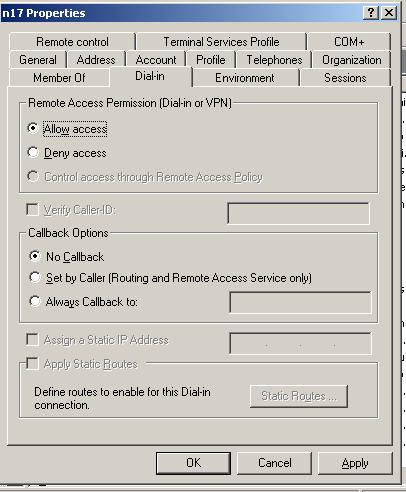 n17 Properties
Remote control Terminal Services Profile COM+
General Address Account Profile Telephones Organization
Member Of Dial-in Environment Sessions
Remote Access Permission (Dial-in or VPN)
Allow access
Deny access
Control access through Remote Access Policy
Verify Caller-ID:
Callback Options
No Callback
Set by Caller (Routing and Remote Access Service only)
Always Callback to:
Assign a Static IP Address
Apply Static Routes
Define routes to enable for this Dial-in
connection.
Static Routes ...
OK Cancel Apply